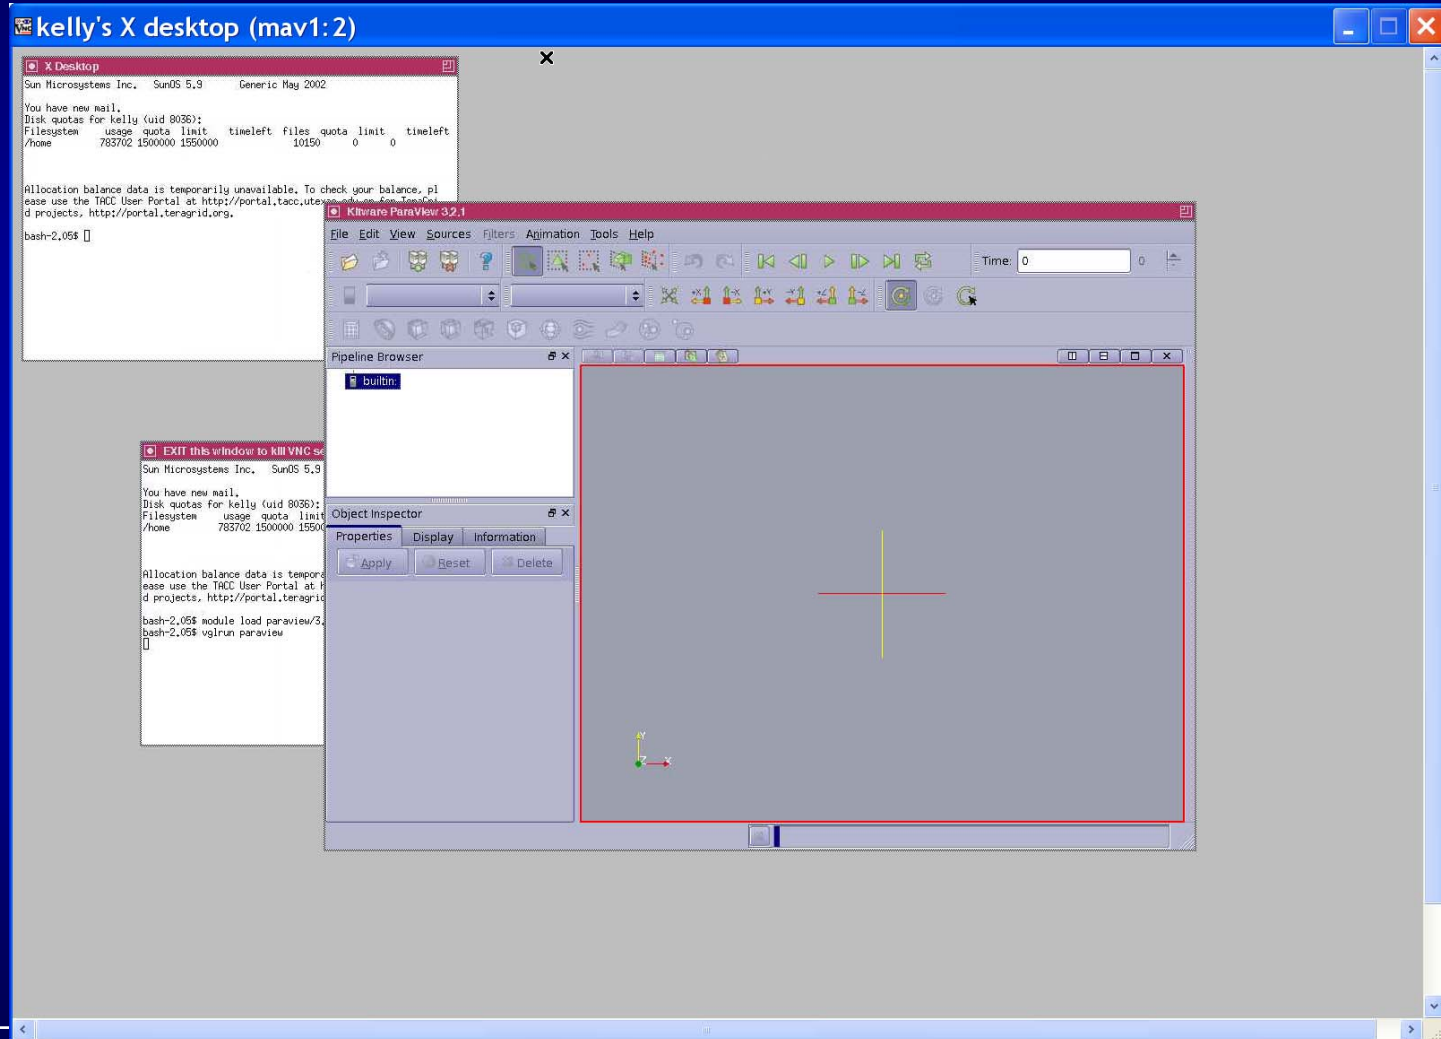 kelly's X desktop (mav1:2)
X Desktop
Sun Microsystems Inc. SunOS 5.9 Generic May 2002
You have new mail.
Disk quotas for kelly (uid 8036):
Filesystem usage quota limit timeleft files quota limit timeleft
/home 783702 1500000 1550000 10150 0 0
Allocation balance data is temporarily unavailable. To check your balance, pl
ease use the TACC User Portal at http://portal.tacc.utexas.edu or for TeraGri
d projects, http://portal.teragrid.org.
bash-2.05$
Kitware ParaView 3.2.1
File Edit View Sources Filters Animation Tools Help
Time: 0 0
+X -X +Y -Y +Z -Z
Pipeline Browser
builtin:
EXIT this window to kill VNC se
Sun Microsystems Inc. SunOS 5.9
You have new mail.
Disk quotas for kelly (uid 8036):
Filesystem usage quota limit
/home 783702 1500000 15500
Allocation balance data is tempora
ease use the TACC User Portal at h
d projects, http://portal.teragrid
bash-2.05$ module load paraview/3.
bash-2.05$ vglrun paraview
Object Inspector
Properties Display Information
Apply Reset Delete
Y
Z X